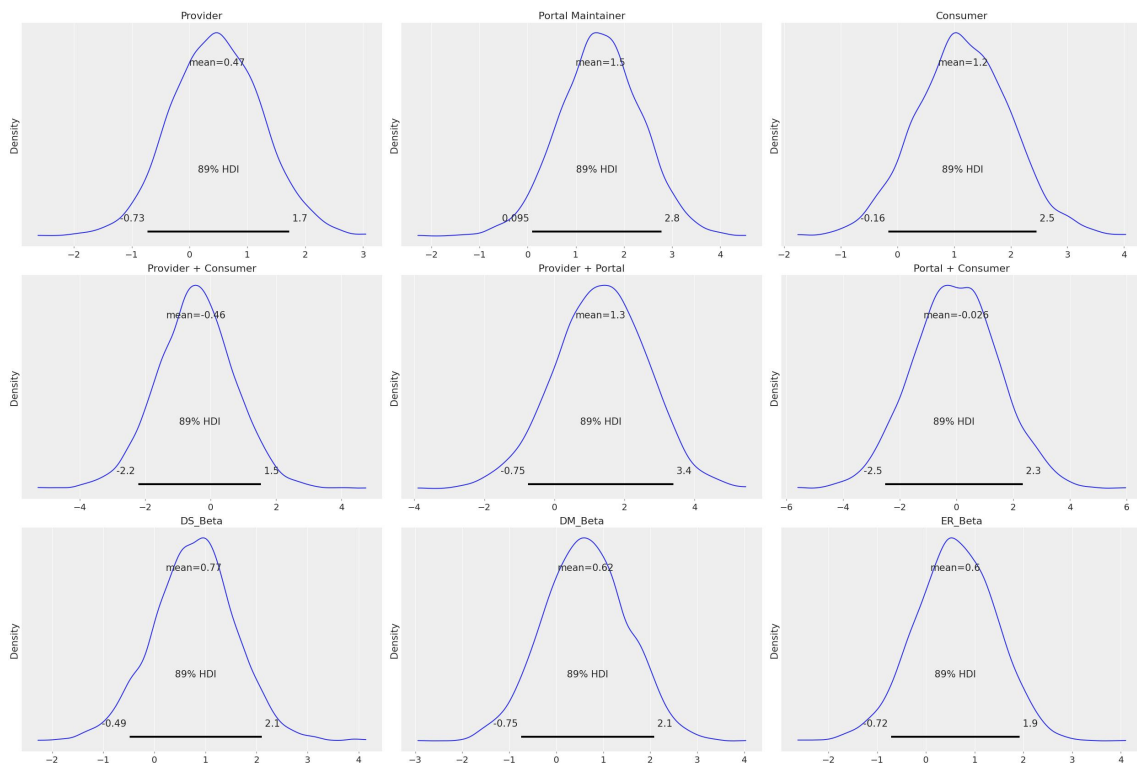 Provider
Portal Maintainer
Consumer
Density
mean=0.47
89% HDI
-0.73
1.7
−2
−1
0
1
2
3
Density
mean=1.5
89% HDI
0.095
2.8
−2
−1
0
1
2
3
4
Density
mean=1.2
89% HDI
-0.16
2.5
−1
0
1
2
3
4
Provider + Consumer
Provider + Portal
Portal + Consumer
Density
mean=-0.46
89% HDI
-2.2
1.5
−4
−2
0
2
4
Density
mean=1.3
89% HDI
-0.75
3.4
−4
−2
0
2
4
Density
mean=-0.026
89% HDI
-2.5
2.3
−6
−4
−2
0
2
4
6
DS_Beta
DM_Beta
ER_Beta
Density
mean=0.77
89% HDI
-0.49
2.1
−2
−1
0
1
2
3
4
Density
mean=0.62
89% HDI
-0.75
2.1
−3
−2
−1
0
1
2
3
4
Density
mean=0.6
89% HDI
-0.72
1.9
−2
−1
0
1
2
3
4